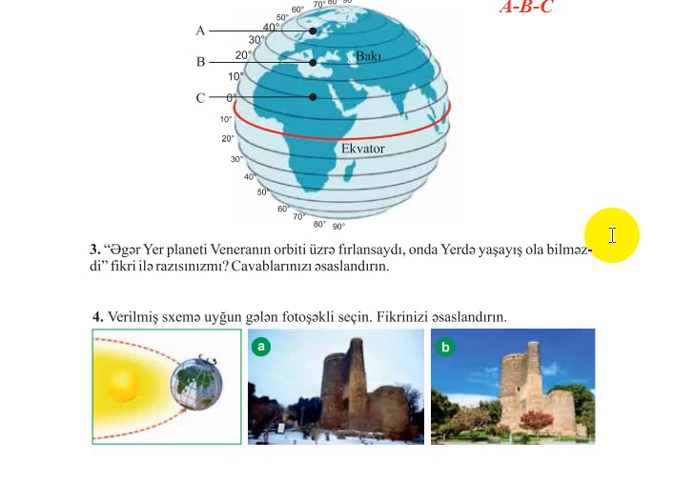 A-B-C
70° 80° 90°
60°
50°
A
40°
30°
B
20°
Bakı
10°
C
0°
10°
20°
Ekvator
30°
40°
50°
60°
70°
80° 90°
3. “Əgər Yer planeti Veneranın orbiti üzrə fırlansaydı, onda Yerdə yaşayış ola bilməz-
di” fikri ilə razısınızmı? Cavablarınızı əsaslandırın.
4. Verilmiş sxemə uyğun gələn fotoşəkli seçin. Fikrinizi əsaslandırın.
a
b